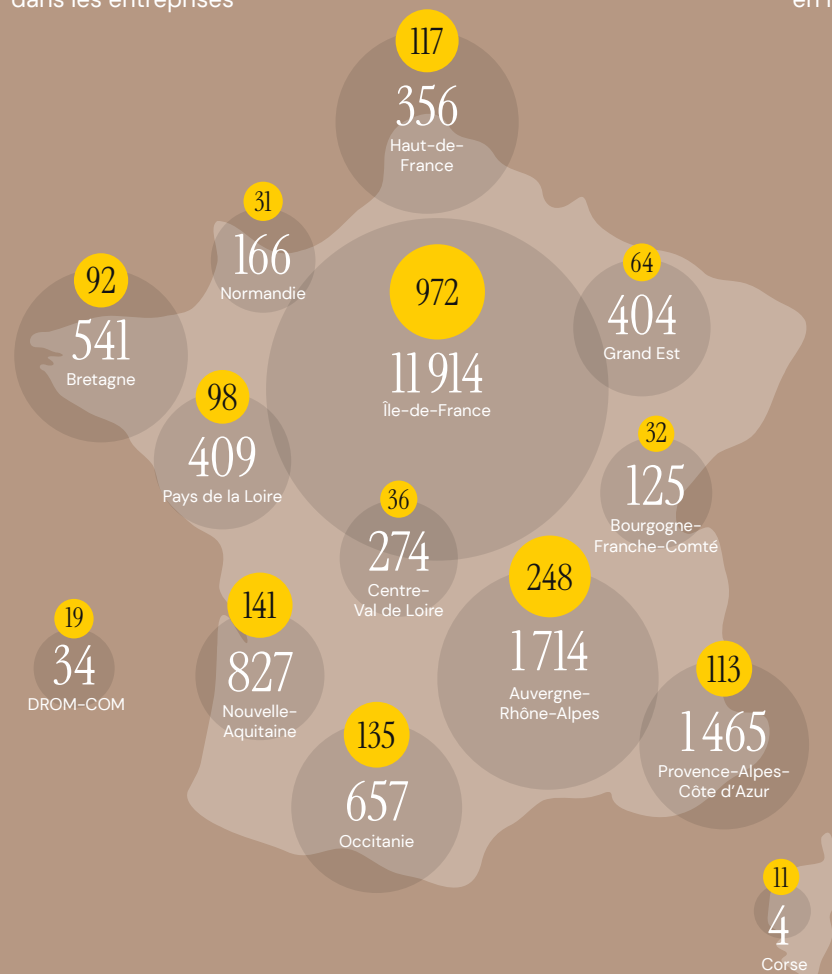 dans les entreprises
117
356
Haut-de-
France
31
166
Normandie
972
11 914
Île-de-France
64
404
Grand Est
92
541
Bretagne
98
409
Pays de la Loire
32
125
Bourgogne-
Franche-Comté
36
274
Centre-
Val de Loire
248
1 714
Auvergne-
Rhône-Alpes
19
34
DROM-COM
141
827
Nouvelle-
Aquitaine
113
1 465
Provence-Alpes-
Côte d’Azur
135
657
Occitanie
11
4
Corse